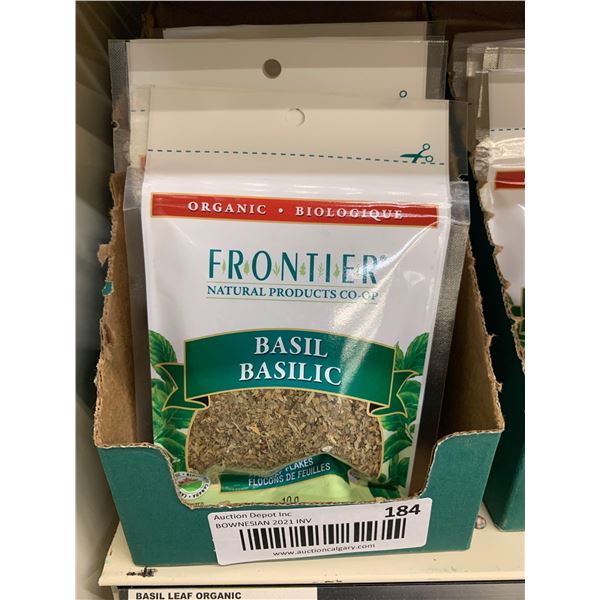 ORGANIC • BIOLOGIQUE
FRONTIER®
NATURAL PRODUCTS CO-OP
BASIL
BASILIC
FLAKES
FLOCONS DE FEUILLES
10 g
Auction Depot Inc
BOWNESIAN 2021 INV
184
www.auctioncalgary.com
BASIL LEAF ORGANIC